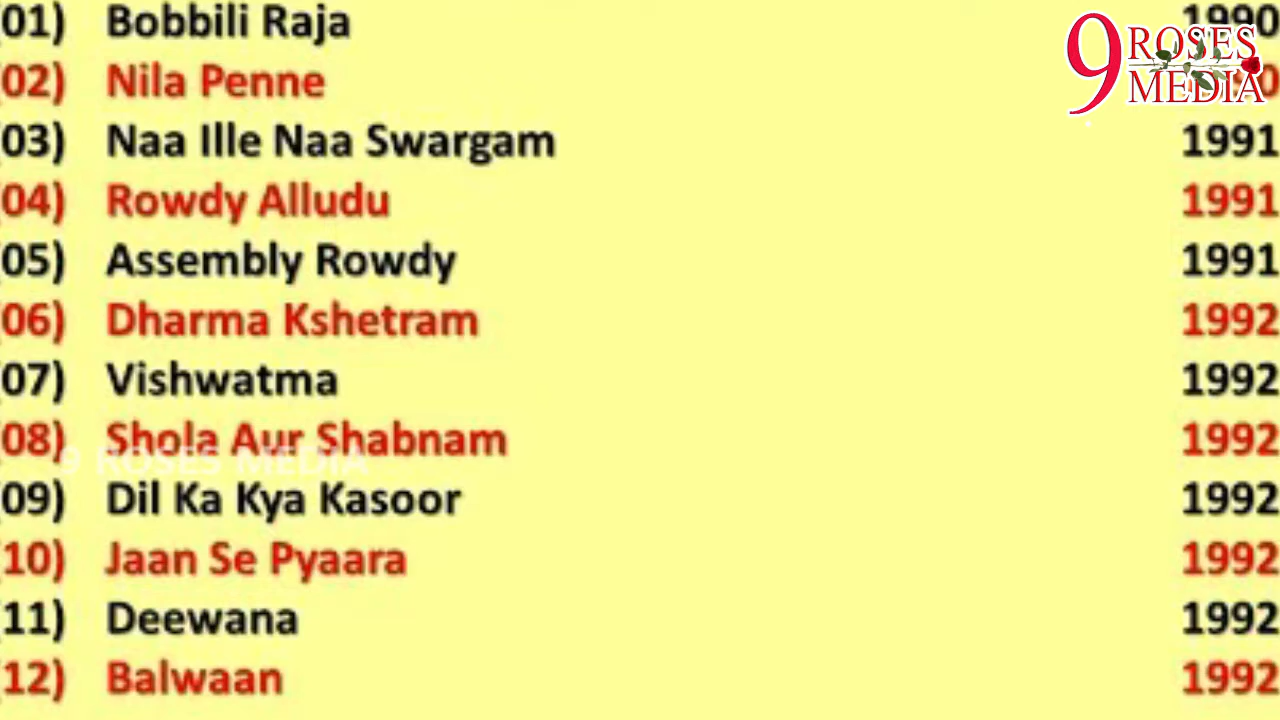 (01) Bobbili Raja 1990
(02) Nila Penne
(03) Naa Ille Naa Swargam 1991
(04) Rowdy Alludu 1991
(05) Assembly Rowdy 1991
(06) Dharma Kshetram 1992
(07) Vishwatma 1992
(08) Shola Aur Shabnam 1992
(09) Dil Ka Kya Kasoor 1992
(10) Jaan Se Pyaara 1992
(11) Deewana 1992
(12) Balwaan 1992
9 ROSES MEDIA
9 ROSES
MEDIA